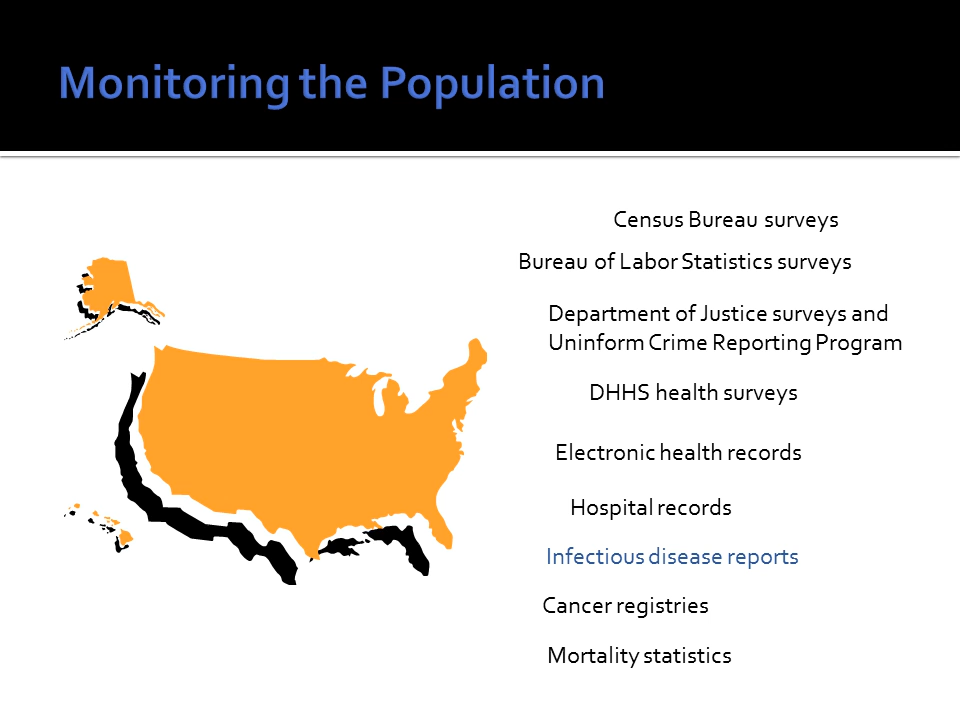 Monitoring the Population
Census Bureau surveys
Bureau of Labor Statistics surveys
Department of Justice surveys and
Uninform Crime Reporting Program
DHHS health surveys
Electronic health records
Hospital records
Infectious disease reports
Cancer registries
Mortality statistics